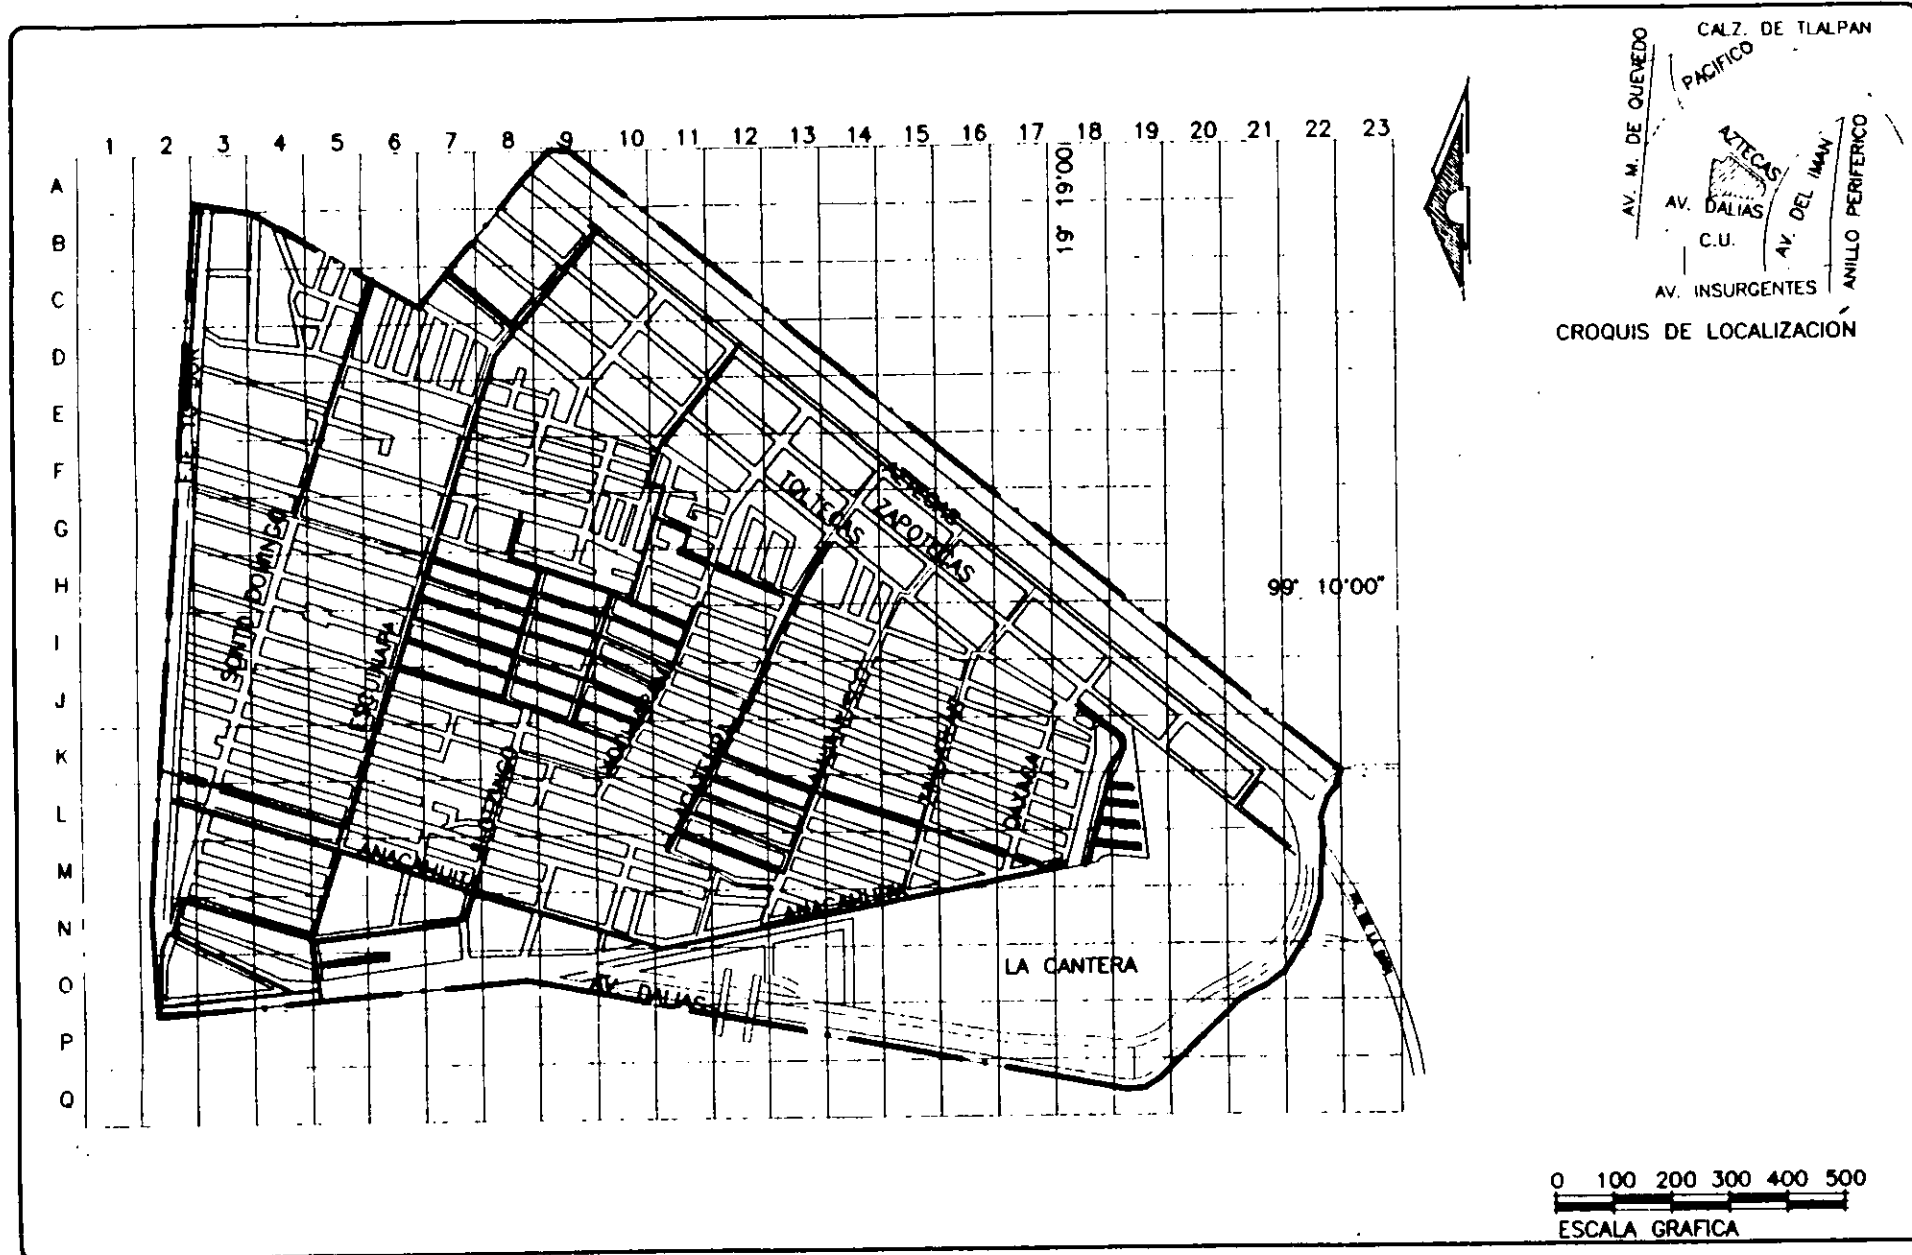 CALZ. DE TLALPAN
AV. M. DE QUEVEDO
PACIFICO
AZTECAS
AV. DALIAS
C.U.
AV. DEL IMAN
ANILLO PERIFERICO
AV. INSURGENTES
CROQUIS DE LOCALIZACIÓN
1 2 3 4 5 6 7 8 9 10 11 12 13 14 15 16 17 18 19 20 21 22 23
19° 19'00"
A
B
C
D
E
F
G
H
I
J
K
L
M
N
O
P
Q
AZTECAS
TOLTECAS
ZAPOTECAS
99° 10'00"
SANTO DOMINGO
ESCUINAPA
OAXACA
ANACAHUITA
ANACAHUITA
LA CANTERA
AV. DALIAS
0 100 200 300 400 500
ESCALA GRAFICA